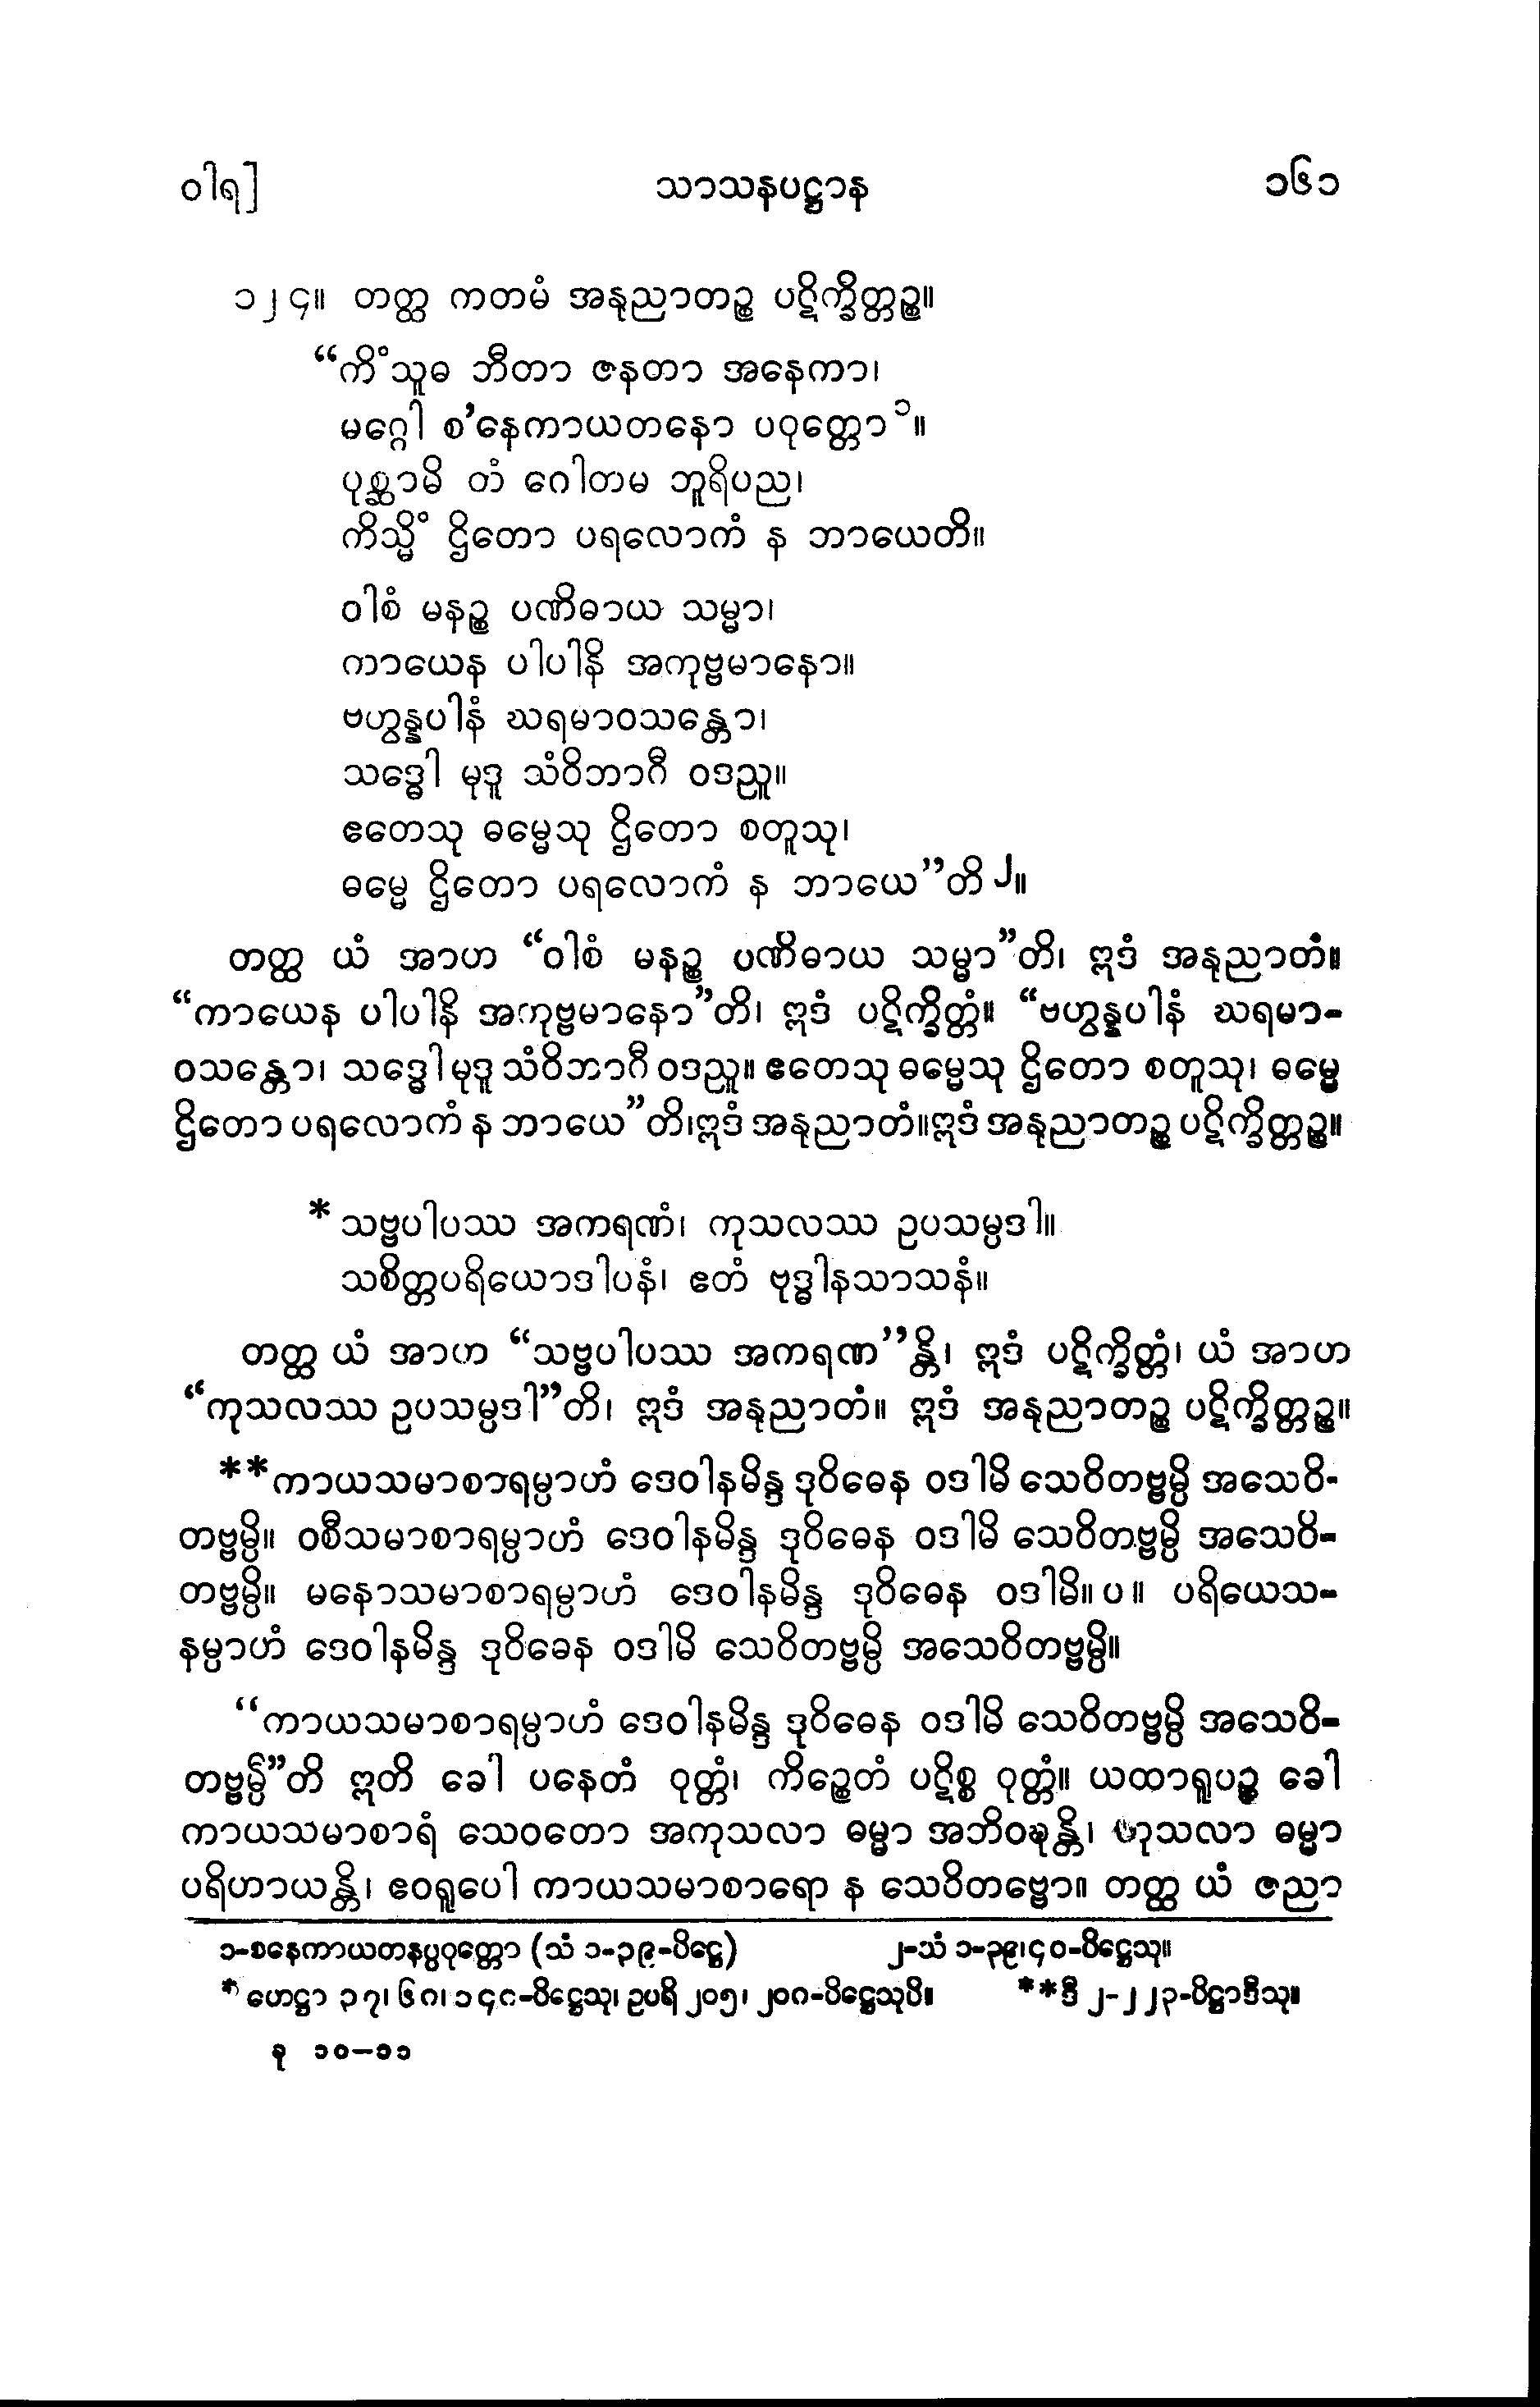 ဝါရ]
သာသနပဋ္ဌာန
၁၆၁
၁၂၄။ တတ္ထ ကတမံ အနုညာတဉ္စ ပဋိက္ခိတ္တဉ္စ။
“ကိံသူဓ ဘီတာ ဇနတာ အနေကာ၊
မဂ္ဂေါ စ’နေကာယတနော ပဝုတ္တော၁။
ပုစ္ဆာမိ တံ ဂေါတမ ဘူရိပည၊
ကိသ္မိံ ဌိတော ပရလောကံ န ဘာယေတိ။
ဝါစံ မနဉ္စ ပဏိဓာယ သမ္မာ၊
ကာယေန ပါပါနိ အကုဗ္ဗမာနော။
ဗဟွန္နပါနံ ဃရမာဝသန္တော၊
သဒ္ဓေါ မုဒူ သံဝိဘာဂီ ဝဒညူ။
ဧတေသု ဓမ္မေသု ဌိတော စတူသု၊
ဓမ္မေ ဌိတော ပရလောကံ န ဘာယေ”တိ၂။
တတ္ထ ယံ အာဟ “ဝါစံ မနဉ္စ ပဏိဓာယ သမ္မာ”တိ၊ ဣဒံ အနုညာတံ။
“ကာယေန ပါပါနိ အကုဗ္ဗမာနော”တိ၊ ဣဒံ ပဋိက္ခိတ္တံ။ “ဗဟွန္နပါနံ ဃရမာ-
ဝသန္တော၊ သဒ္ဓေါ မုဒူ သံဝိဘာဂီ ဝဒညူ။ ဧတေသု ဓမ္မေသု ဌိတော စတူသု၊ ဓမ္မေ
ဌိတော ပရလောကံ န ဘာယေ”တိ၊ ဣဒံ အနုညာတံ။ ဣဒံ အနုညာတဉ္စ ပဋိက္ခိတ္တဉ္စ။
* သဗ္ဗပါပဿ အကရဏံ၊ ကုသလဿ ဥပသမ္ပဒါ။
သစိတ္တပရိယောဒါပနံ၊ ဧတံ ဗုဒ္ဓါနသာသနံ။
တတ္ထ ယံ အာဟ “သဗ္ဗပါပဿ အကရဏ”န္တိ၊ ဣဒံ ပဋိက္ခိတ္တံ၊ ယံ အာဟ
“ကုသလဿ ဥပသမ္ပဒါ”တိ၊ ဣဒံ အနုညာတံ။ ဣဒံ အနုညာတဉ္စ ပဋိက္ခိတ္တဉ္စ။
**ကာယသမာစာရမ္ပာဟံ ဒေဝါနမိန္ဒ ဒုဝိဓေန ဝဒါမိ သေဝိတဗ္ဗမ္ပိ အသေဝိ-
တဗ္ဗမ္ပိ။ ဝစီသမာစာရမ္ပာဟံ ဒေဝါနမိန္ဒ ဒုဝိဓေန ဝဒါမိ သေဝိတဗ္ဗမ္ပိ အသေဝိ-
တဗ္ဗမ္ပိ။ မနောသမာစာရမ္ပာဟံ ဒေဝါနမိန္ဒ ဒုဝိဓေန ဝဒါမိ။ ပ ။ ပရိယေသ-
နမ္ပာဟံ ဒေဝါနမိန္ဒ ဒုဝိဓေန ဝဒါမိ သေဝိတဗ္ဗမ္ပိ အသေဝိတဗ္ဗမ္ပိ။
“ကာယသမာစာရမ္ပာဟံ ဒေဝါနမိန္ဒ ဒုဝိဓေန ဝဒါမိ သေဝိတဗ္ဗမ္ပိ အသေဝိ-
တဗ္ဗမ္ပိ”တိ ဣတိ ခေါ ပနေတံ ဝုတ္တံ၊ ကိဉ္စေတံ ပဋိစ္စ ဝုတ္တံ။ ယထာရူပဉ္စ ခေါ
ကာယသမာစာရံ သေဝတော အကုသလာ ဓမ္မာ အဘိဝဍ္ဎန္တိ၊ ကုသလာ ဓမ္မာ
ပရိဟာယန္တိ၊ ဧဝရူပေါ ကာယသမာစာရော န သေဝိတဗ္ဗော။ တတ္ထ ယံ ဇညာ
၁-စနေကာယတနပ္ပဝုတ္တော (သံ ၁-၃၉-ပိဋ္ဌေ)
၂-သံ ၁-၃၉၊၄၀-ပိဋ္ဌေသု။
* ဟေဋ္ဌာ ၃၇၊ ၆၈၊ ၁၄၈-ပိဋ္ဌေသု၊ ဥပရိ ၂၀၅၊ ၂၀၈-ပိဋ္ဌေသုပိ။
**ဒီ ၂-၂၂၃-ပိဋ္ဌာဒီသု။
ခု ၁၀–၁၁